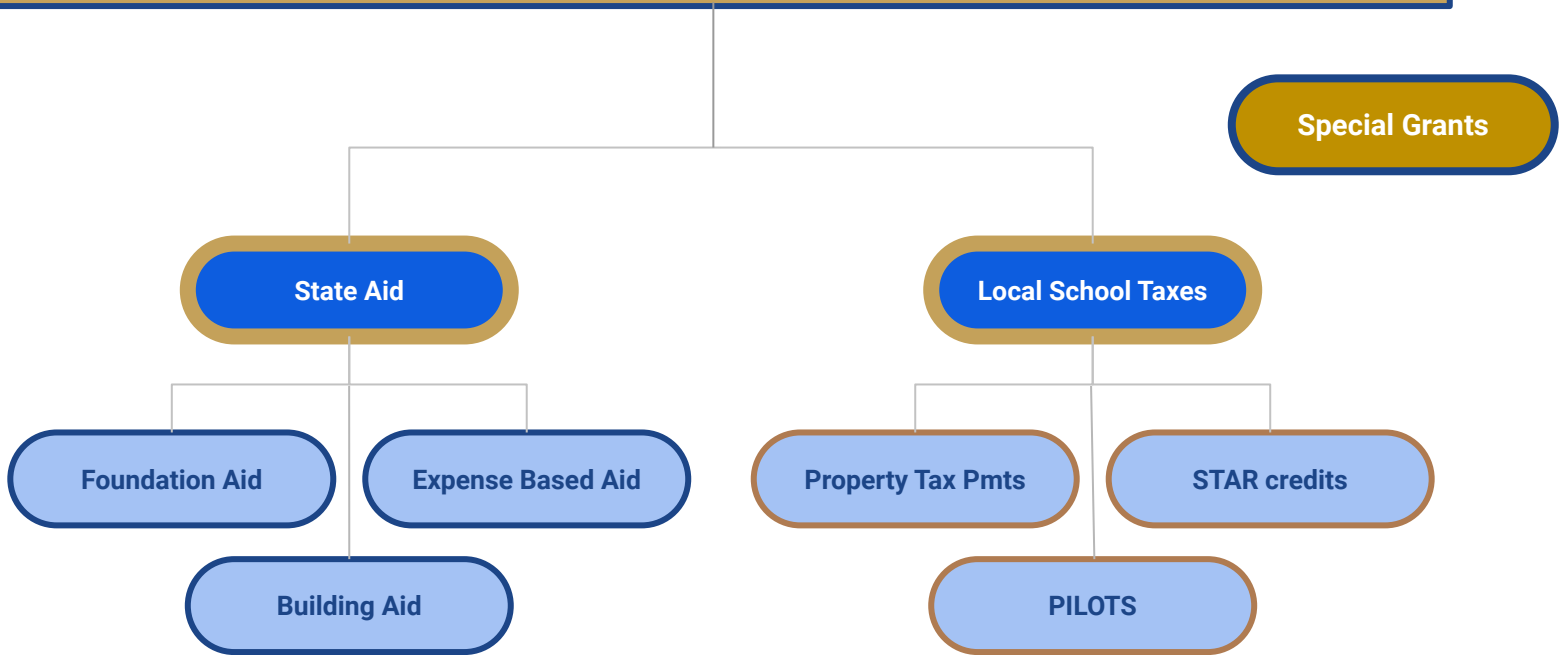 Special Grants
State Aid
Local School Taxes
Foundation Aid
Expense Based Aid
Property Tax Pmts
STAR credits
Building Aid
PILOTS